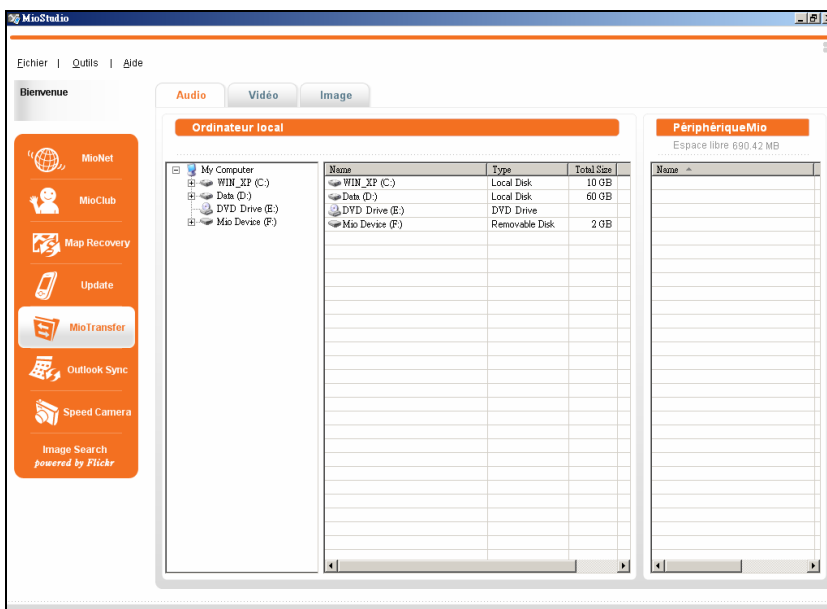 MioStudio
Fichier | Outils | Aide
Bienvenue
MioNet
MioClub
Map Recovery
Update
MioTransfer
Outlook Sync
Speed Camera
Image Search
powered by Flickr
Audio Vidéo Image
Ordinateur local
My Computer
WIN_XP (C:)
Data (D:)
DVD Drive (E:)
Mio Device (F:)
Name Type Total Size
WIN_XP (C:) Local Disk 10 GB
Data (D:) Local Disk 60 GB
DVD Drive (E:) DVD Drive
Mio Device (F:) Removable Disk 2 GB
PériphériqueMio
Espace libre 690.42 MB
Name